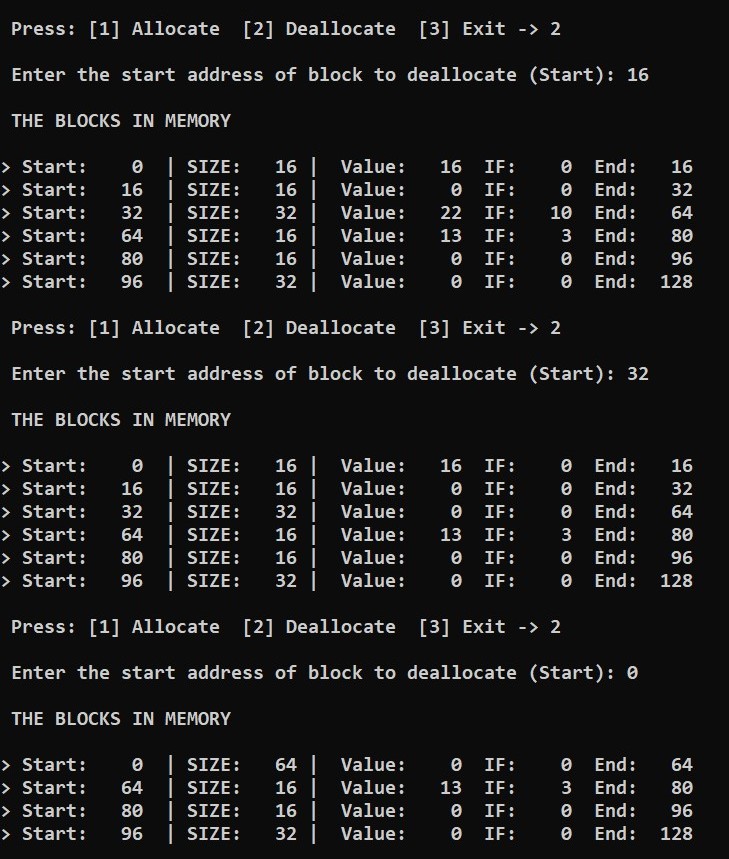 Press: [1] Allocate  [2] Deallocate  [3] Exit -> 2
Enter the start address of block to deallocate (Start): 16
THE BLOCKS IN MEMORY
> Start:    0  | SIZE:   16 |  Value:   16  IF:    0  End:   16
> Start:   16  | SIZE:   16 |  Value:    0  IF:    0  End:   32
> Start:   32  | SIZE:   32 |  Value:   22  IF:   10  End:   64
> Start:   64  | SIZE:   16 |  Value:   13  IF:    3  End:   80
> Start:   80  | SIZE:   16 |  Value:    0  IF:    0  End:   96
> Start:   96  | SIZE:   32 |  Value:    0  IF:    0  End:  128
Press: [1] Allocate  [2] Deallocate  [3] Exit -> 2
Enter the start address of block to deallocate (Start): 32
THE BLOCKS IN MEMORY
> Start:    0  | SIZE:   16 |  Value:   16  IF:    0  End:   16
> Start:   16  | SIZE:   16 |  Value:    0  IF:    0  End:   32
> Start:   32  | SIZE:   32 |  Value:    0  IF:    0  End:   64
> Start:   64  | SIZE:   16 |  Value:   13  IF:    3  End:   80
> Start:   80  | SIZE:   16 |  Value:    0  IF:    0  End:   96
> Start:   96  | SIZE:   32 |  Value:    0  IF:    0  End:  128
Press: [1] Allocate  [2] Deallocate  [3] Exit -> 2
Enter the start address of block to deallocate (Start): 0
THE BLOCKS IN MEMORY
> Start:    0  | SIZE:   64 |  Value:    0  IF:    0  End:   64
> Start:   64  | SIZE:   16 |  Value:   13  IF:    3  End:   80
> Start:   80  | SIZE:   16 |  Value:    0  IF:    0  End:   96
> Start:   96  | SIZE:   32 |  Value:    0  IF:    0  End:  128